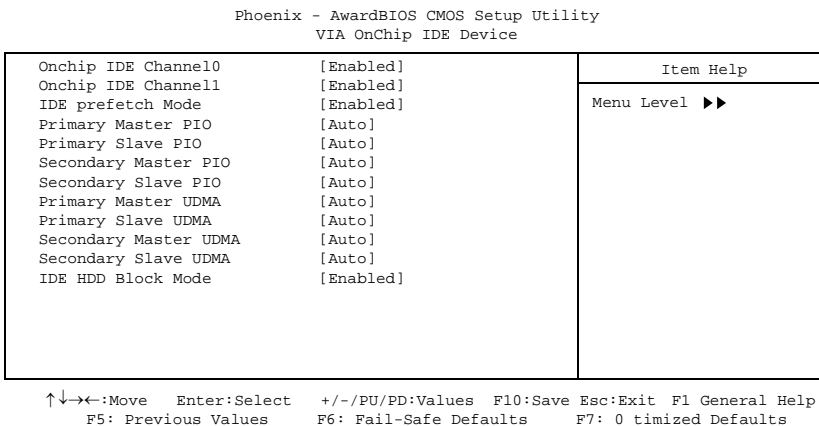 Phoenix - AwardBIOS CMOS Setup Utility
VIA OnChip IDE Device
Onchip IDE Channel0 [Enabled]
Onchip IDE Channel1 [Enabled]
IDE prefetch Mode [Enabled]
Primary Master PIO [Auto]
Primary Slave PIO [Auto]
Secondary Master PIO [Auto]
Secondary Slave PIO [Auto]
Primary Master UDMA [Auto]
Primary Slave UDMA [Auto]
Secondary Master UDMA [Auto]
Secondary Slave UDMA [Auto]
IDE HDD Block Mode [Enabled]
Item Help
Menu Level ▶▶
↑↓→←:Move Enter:Select +/-/PU/PD:Values F10:Save Esc:Exit F1 General Help
F5: Previous Values F6: Fail-Safe Defaults F7: 0 timized Defaults